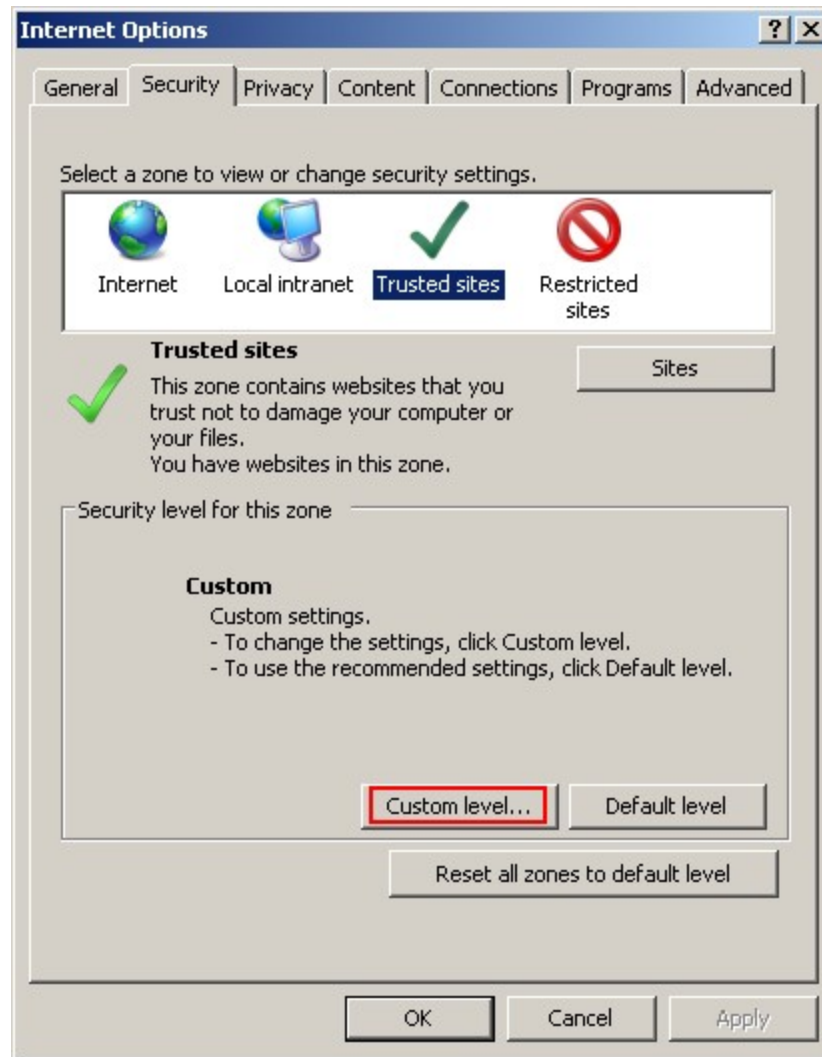 Internet Options
General Security Privacy Content Connections Programs Advanced
Select a zone to view or change security settings.
Internet Local intranet Trusted sites Restricted
sites
Trusted sites
Sites
This zone contains websites that you
trust not to damage your computer or
your files.
You have websites in this zone.
Security level for this zone
Custom
Custom settings.
- To change the settings, click Custom level.
- To use the recommended settings, click Default level.
Custom level... Default level
Reset all zones to default level
OK Cancel Apply